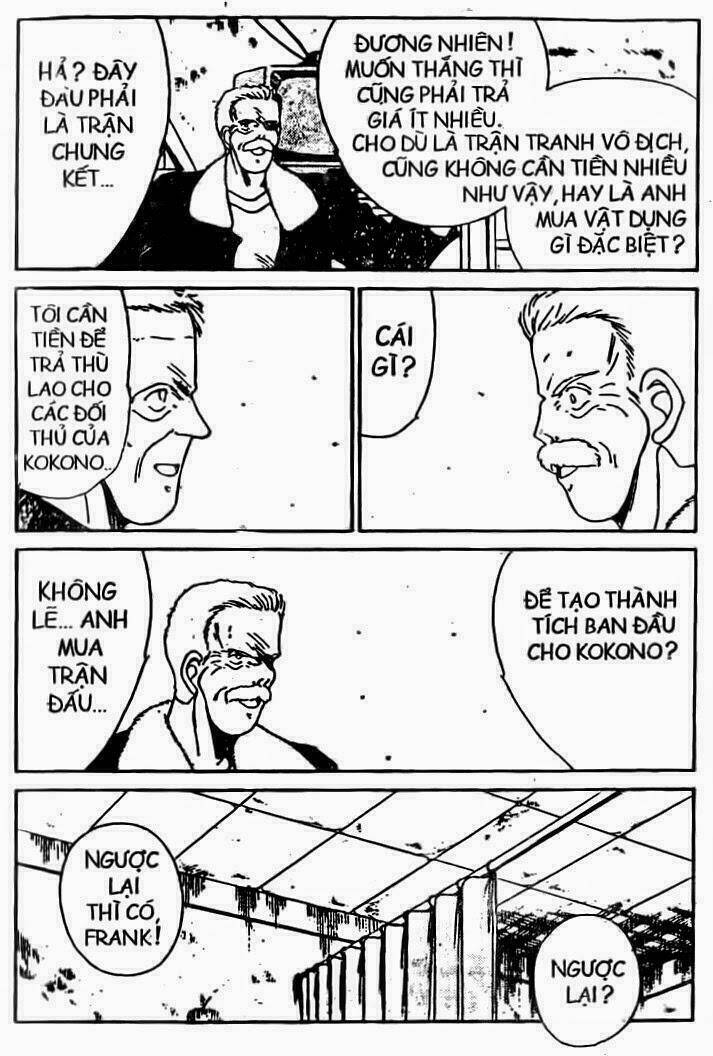 HẢ? ĐÂY
ĐÂU PHẢI
LÀ TRẬN
CHUNG
KẾT...
ĐƯƠNG NHIÊN!
MUỐN THẮNG THÌ
CŨNG PHẢI TRẢ
GIÁ ÍT NHIỀU.
CHO DÙ LÀ TRẬN TRANH VÔ ĐỊCH,
CŨNG KHÔNG CẦN TIỀN NHIỀU
NHƯ VẬY, HAY LÀ ANH
MUA VẬT DỤNG
GÌ ĐẶC BIỆT?
TÔI CẦN
TIỀN ĐỂ
TRẢ THÙ
LAO CHO
CÁC ĐỐI
THỦ CỦA
KOKONO..
CÁI
GÌ?
KHÔNG
LẼ... ANH
MUA
TRẬN
ĐẤU...
ĐỂ TẠO THÀNH
TÍCH BAN ĐẦU
CHO KOKONO?
NGƯỢC
LẠI
THÌ CÓ,
FRANK!
NGƯỢC
LẠI?